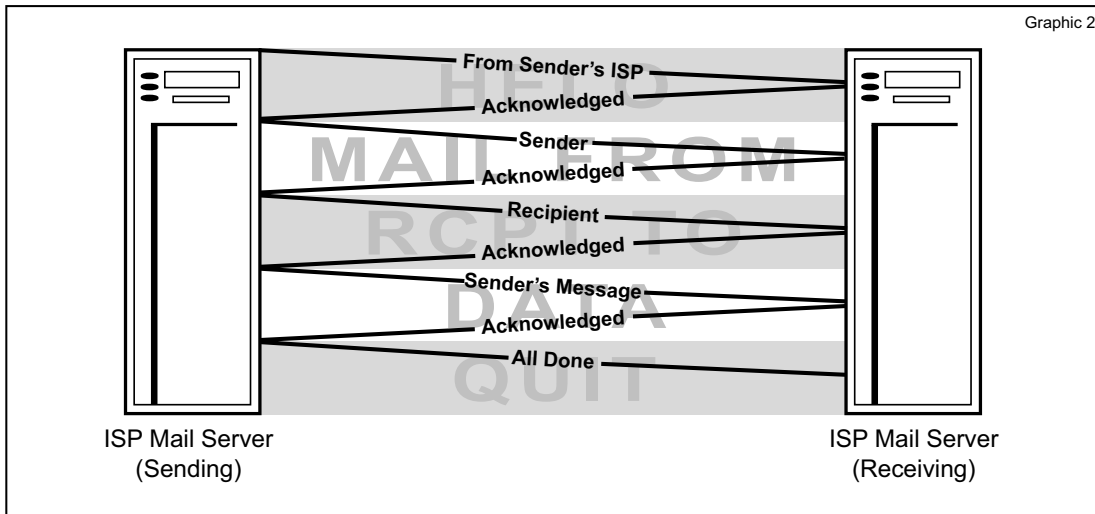 Graphic 2
HELO
From Sender's ISP
Acknowledged
MAIL FROM
Sender
Acknowledged
RCPT TO
Recipient
Acknowledged
DATA
Sender's Message
Acknowledged
QUIT
All Done
ISP Mail Server
(Sending)
ISP Mail Server
(Receiving)